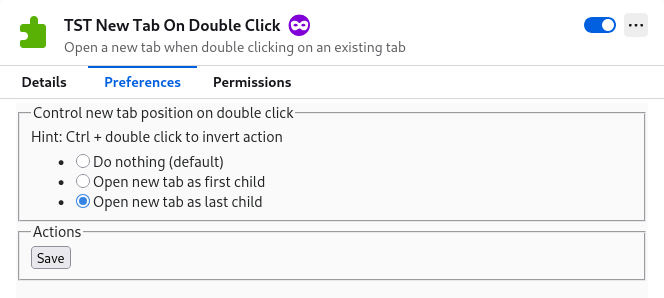 TST New Tab On Double Click
Open a new tab when double clicking on an existing tab
Details Preferences Permissions
Control new tab position on double click
Hint: Ctrl + double click to invert action
Do nothing (default)
Open new tab as first child
Open new tab as last child
Actions
Save